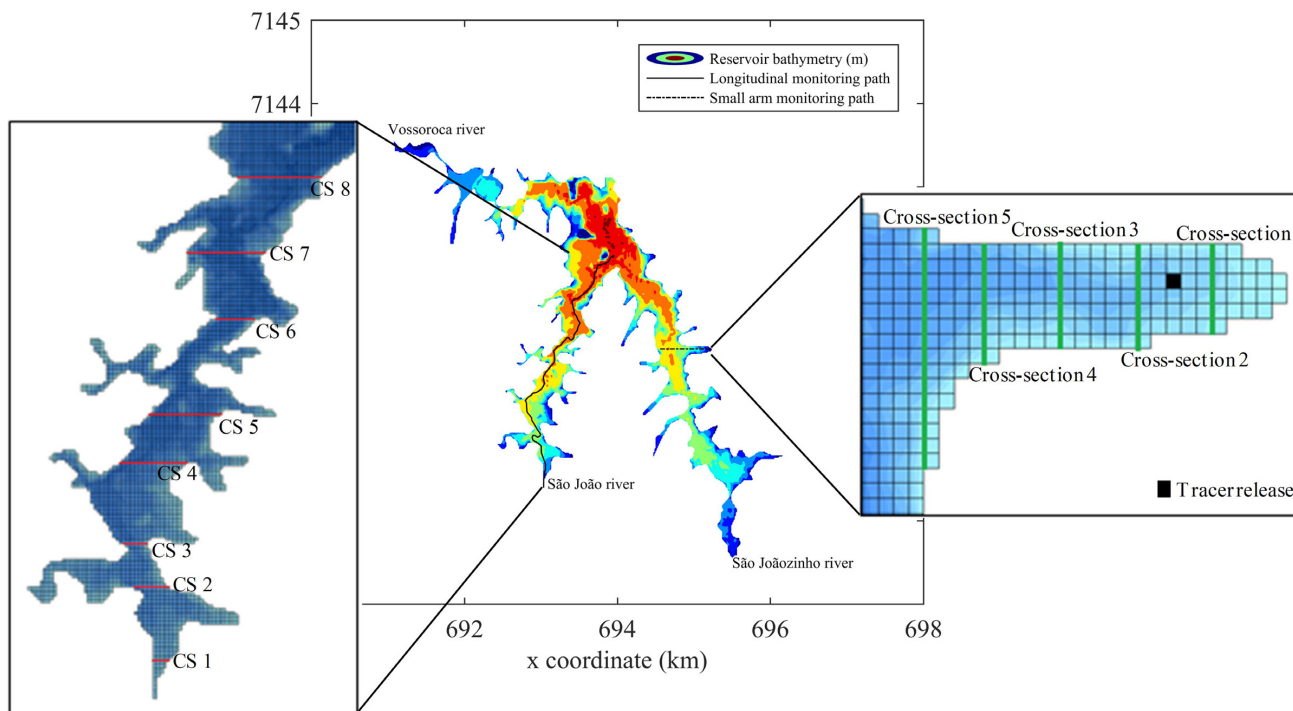 7145
7144
Reservoir bathymetry (m)
Longitudinal monitoring path
Small arm monitoring path
Vossoroca river
CS 8
CS 7
CS 6
CS 5
CS 4
CS 3
CS 2
CS 1
São João river
São Joãozinho river
Cross-section 5
Cross-section 3
Cross-section
Cross-section 4
Cross-section 2
Tracer release
692
694
696
698
x coordinate (km)